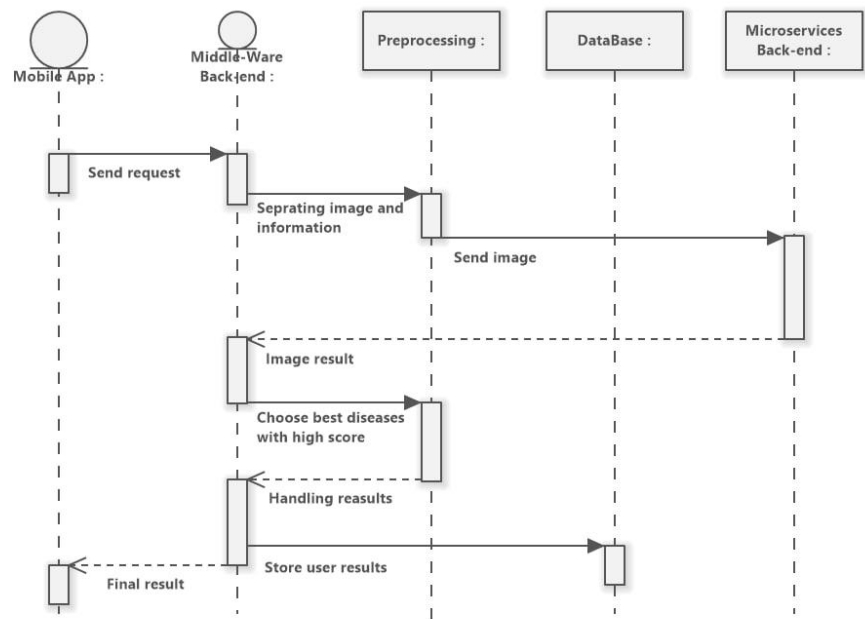 Mobile App :
Middle-Ware
Back-end :
Preprocessing :
DataBase :
Microservices
Back-end :
Send request
Seprating image and
information
Send image
Image result
Choose best diseases
with high score
Handling reasults
Store user results
Final result